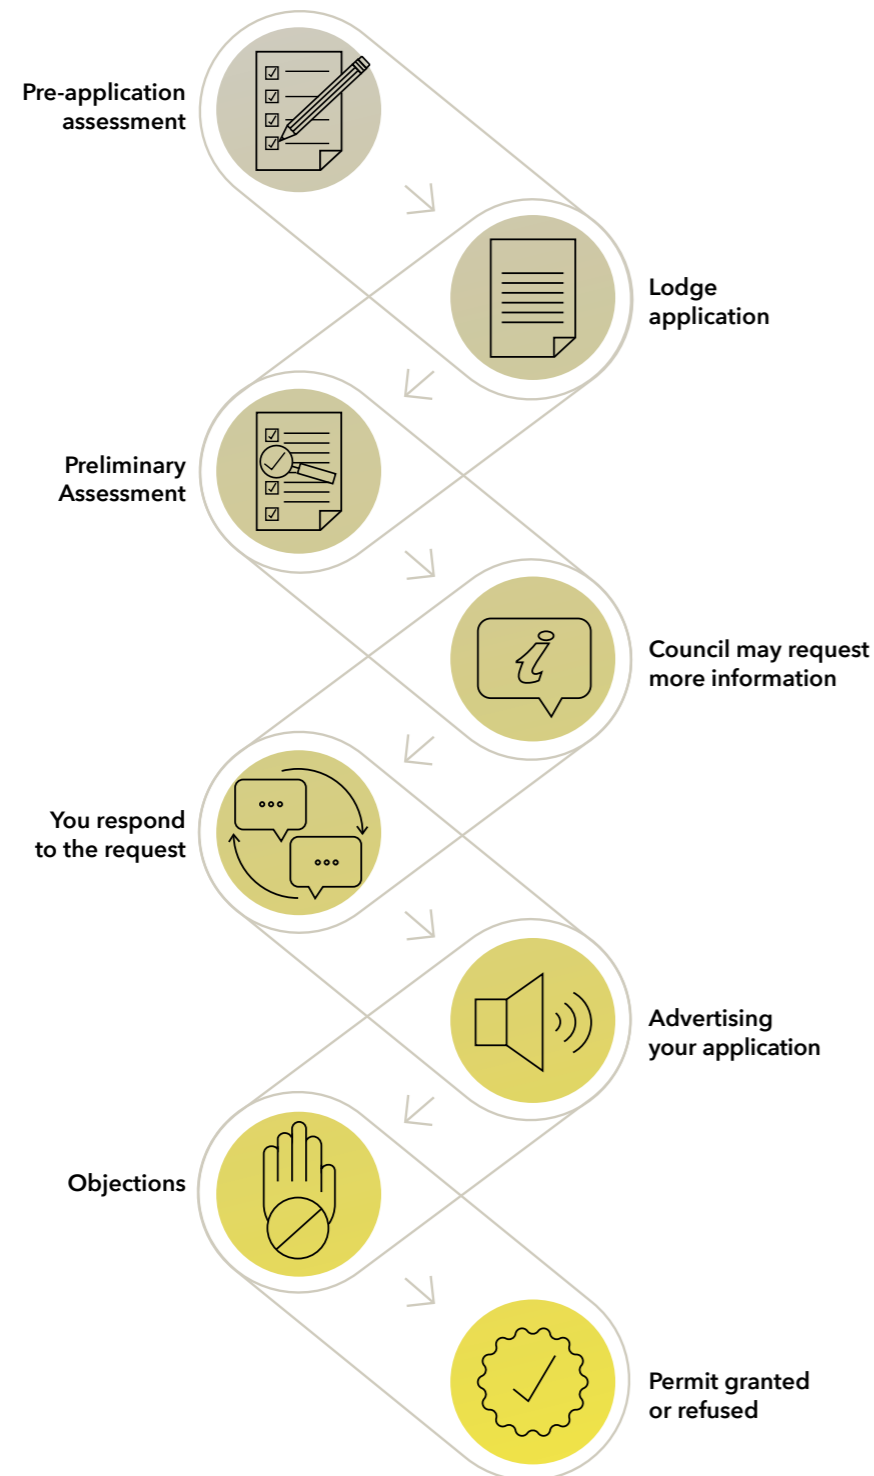 Pre-application
assessment
Lodge
application
Preliminary
Assessment
Council may request
more information
You respond
to the request
Advertising
your application
Objections
Permit granted
or refused